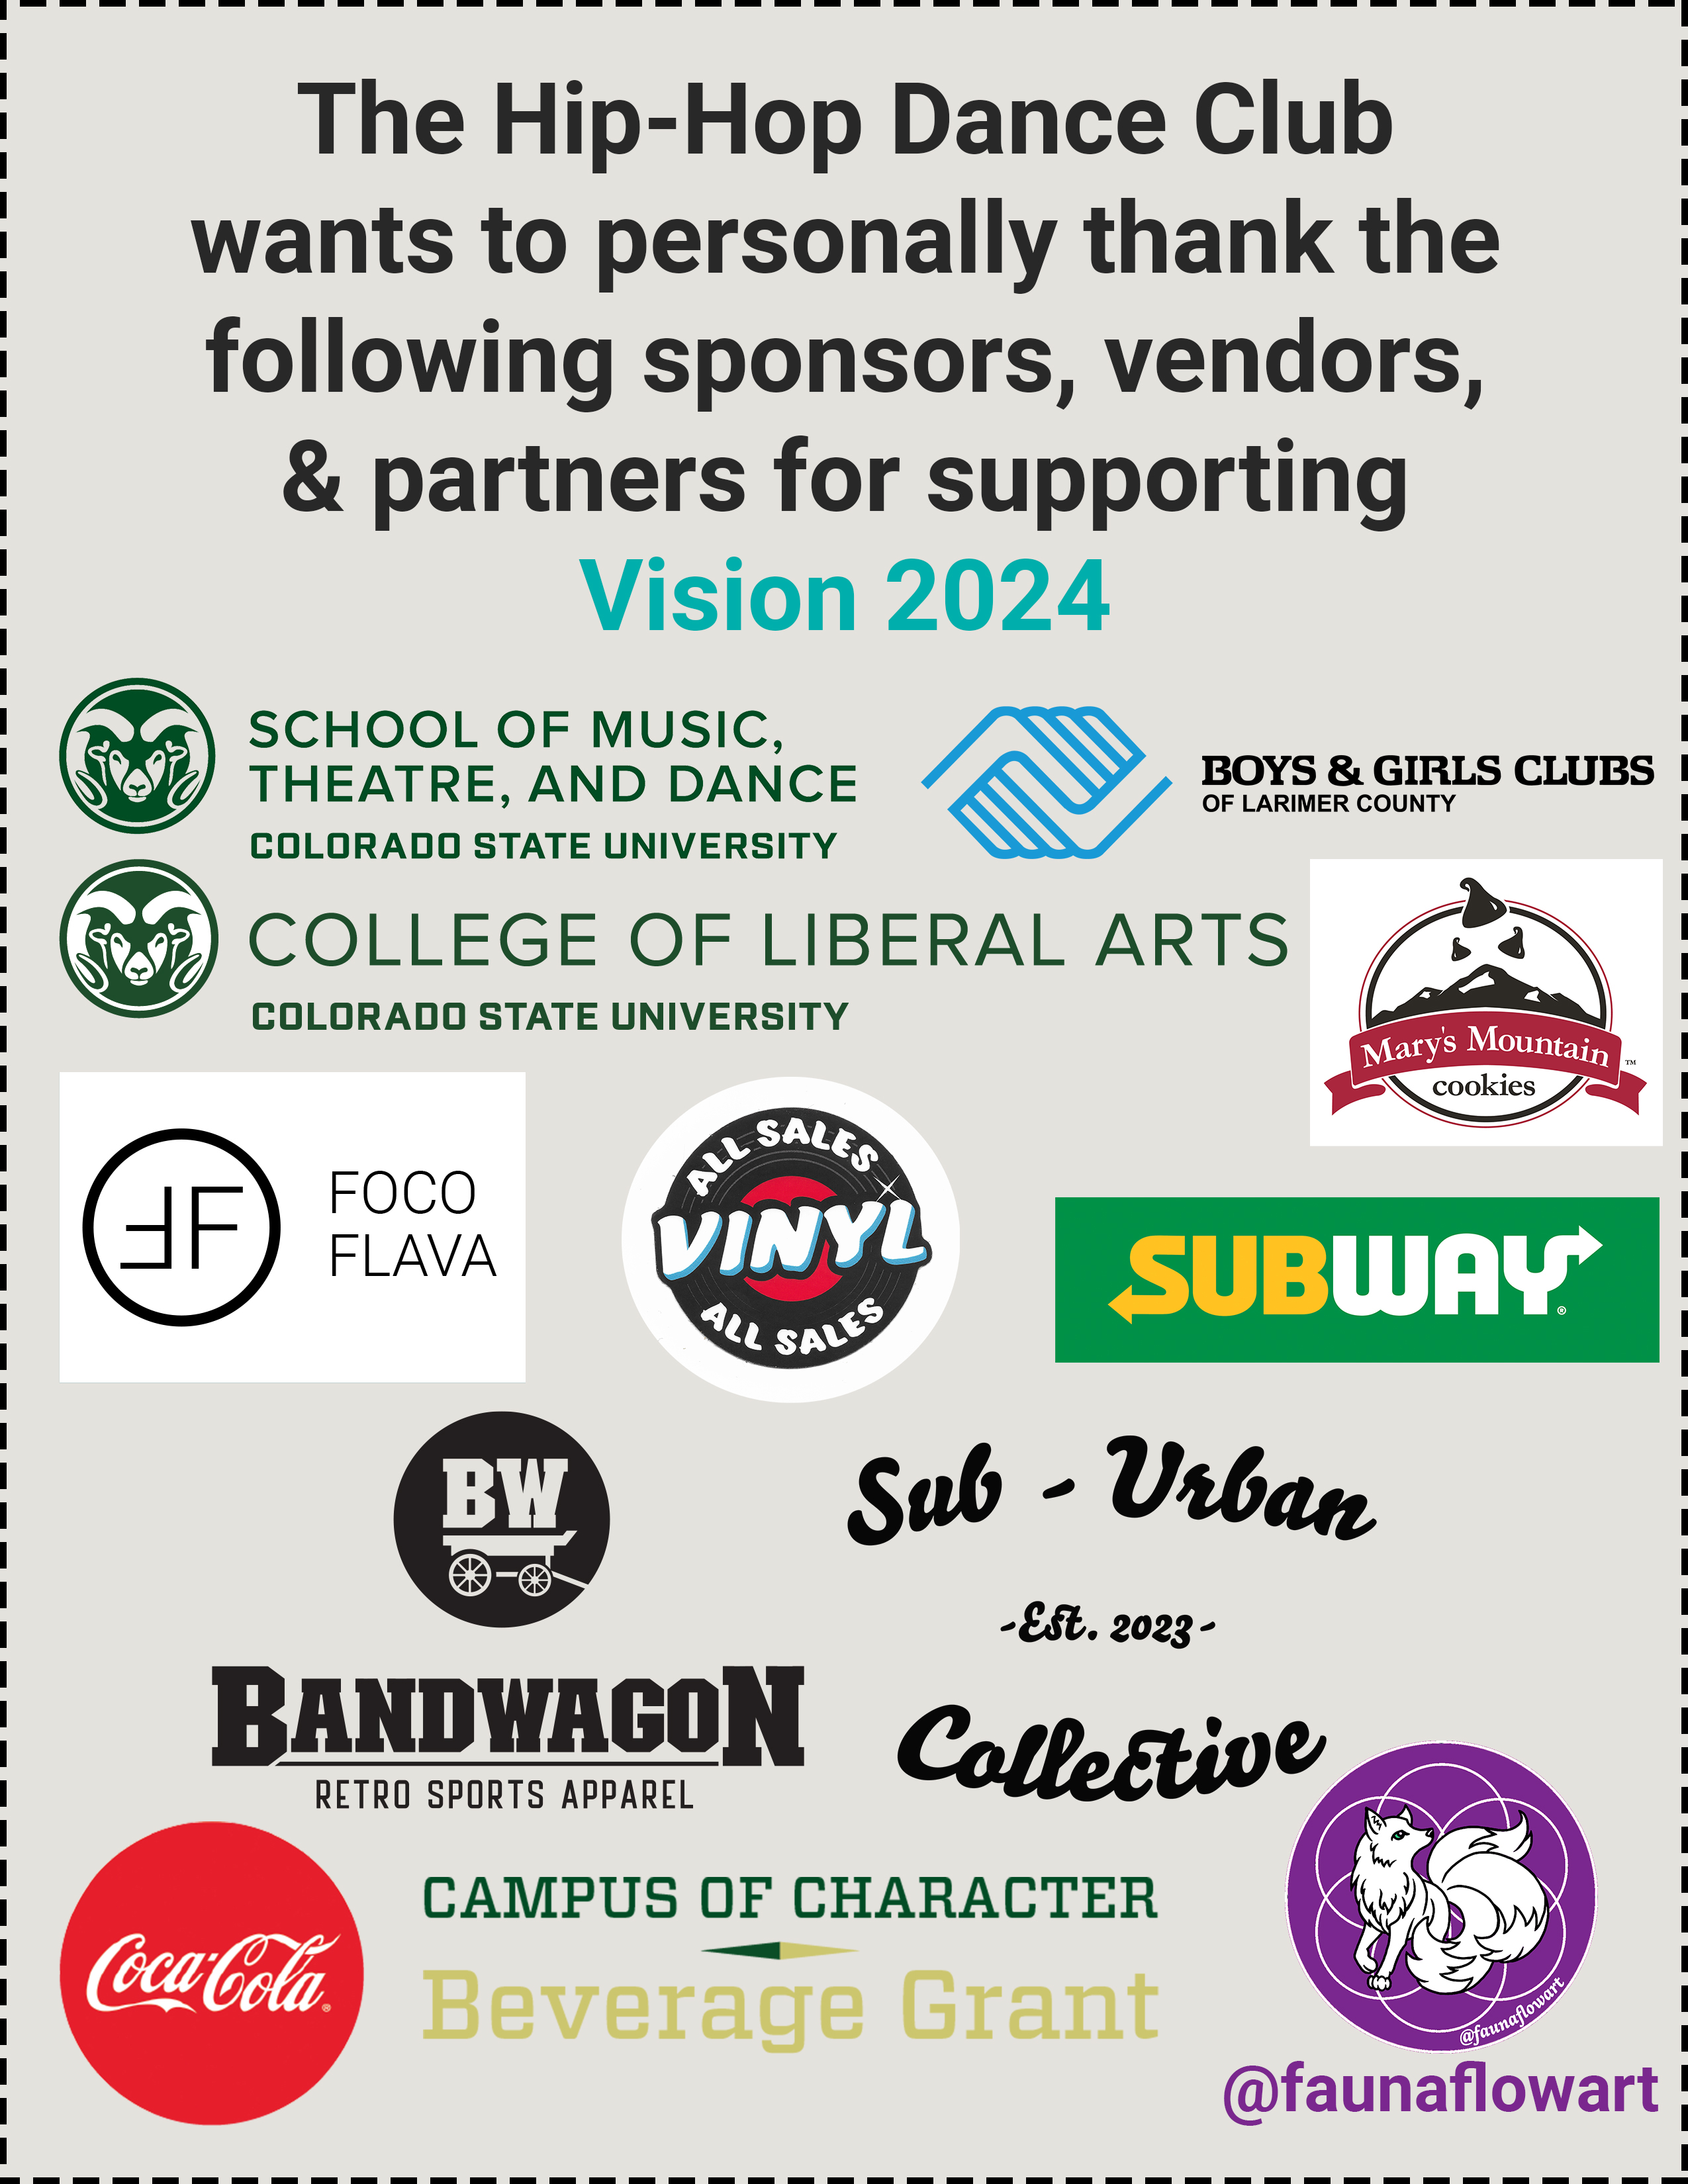 The Hip-Hop Dance Club
wants to personally thank the
following sponsors, vendors,
& partners for supporting
Vision 2024
SCHOOL OF MUSIC,
THEATRE, AND DANCE
COLORADO STATE UNIVERSITY
BOYS & GIRLS CLUBS
OF LARIMER COUNTY
COLLEGE OF LIBERAL ARTS
COLORADO STATE UNIVERSITY
Mary's Mountain ™
cookies
FF
FOCO
FLAVA
ALL SALES
VINYL
ALL SALES
SUBWAY®
BW
BANDWAGON
RETRO SPORTS APPAREL
Sub - Urban
-Est. 2023-
Collective
Coca-Cola®
CAMPUS OF CHARACTER
Beverage Grant
@faunaflowart
@faunaflowart